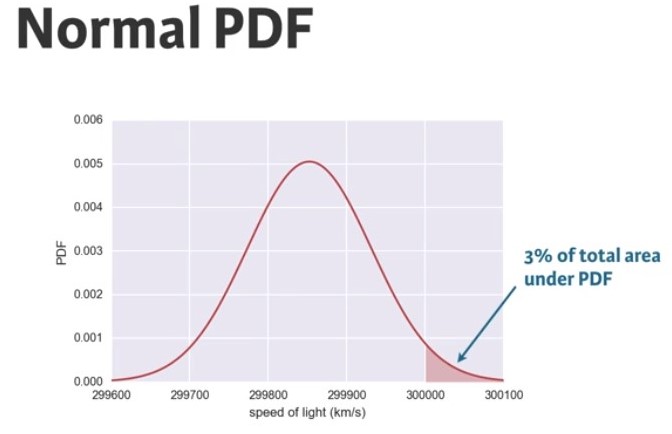 Normal PDF
0.006
0.005
0.004
0.003
0.002
0.001
0.000
PDF
3% of total area
under PDF
299600 299700 299800 299900 300000 300100
speed of light (km/s)